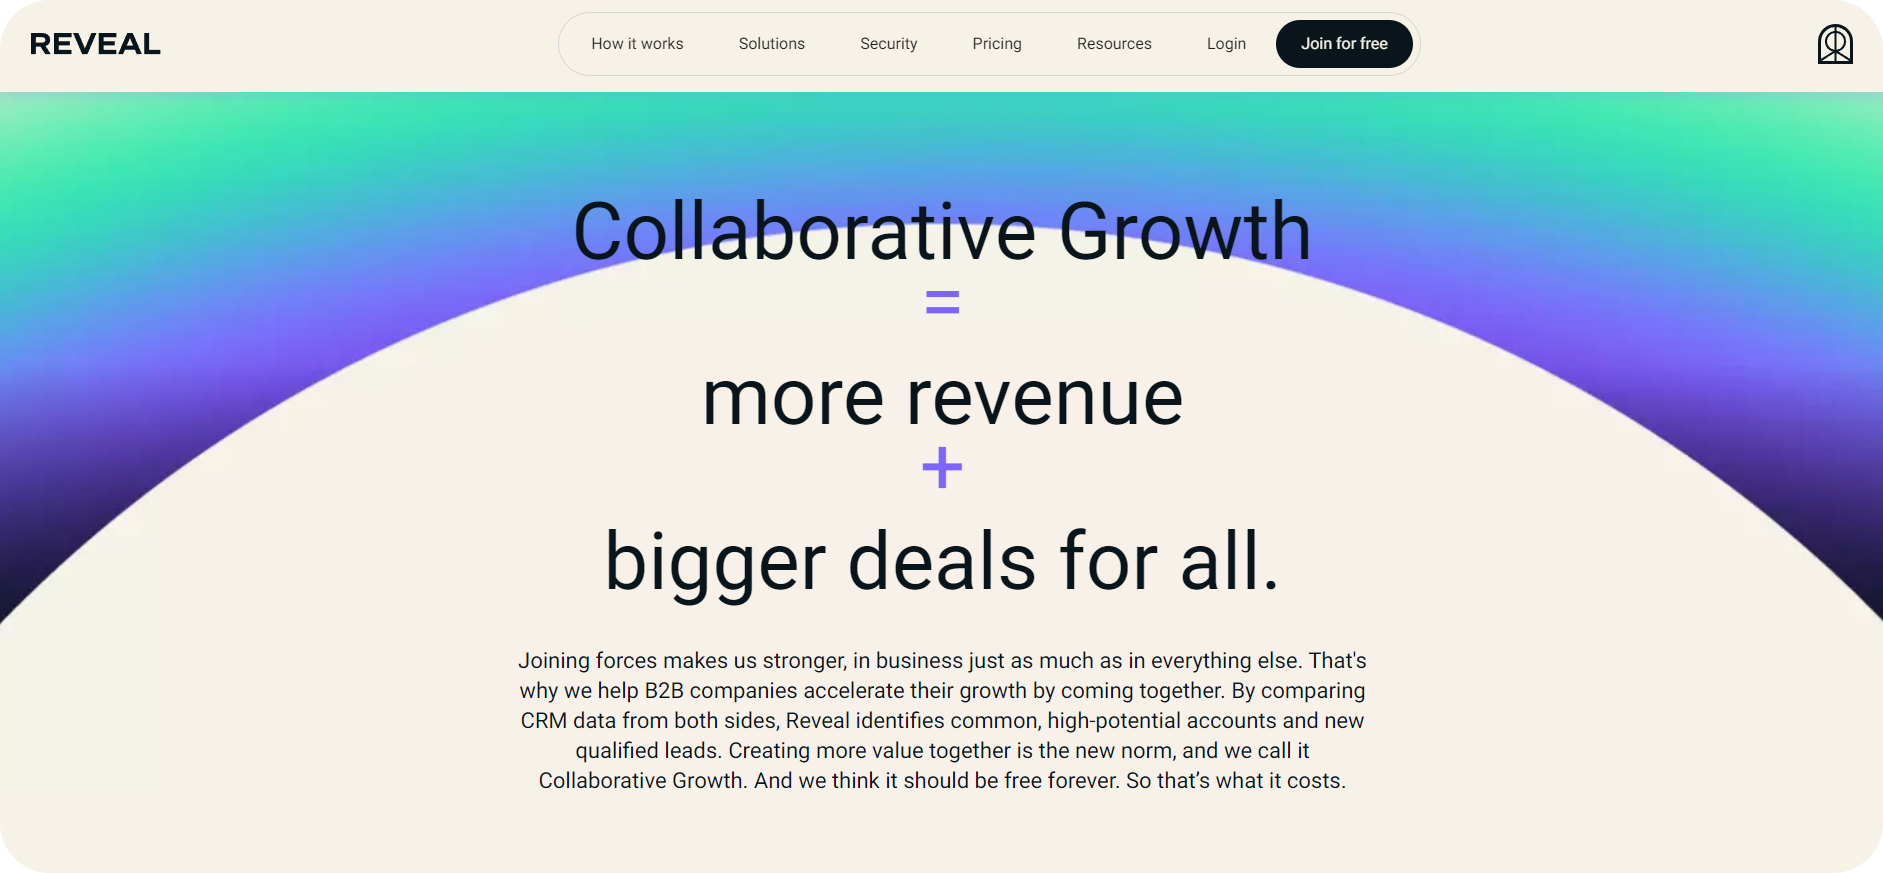 REVEAL
How it works
Solutions
Security
Pricing
Resources
Login
Join for free
Collaborative Growth
=
more revenue
+
bigger deals for all.
Joining forces makes us stronger, in business just as much as in everything else. That's
why we help B2B companies accelerate their growth by coming together. By comparing
CRM data from both sides, Reveal identifies common, high-potential accounts and new
qualified leads. Creating more value together is the new norm, and we call it
Collaborative Growth. And we think it should be free forever. So that’s what it costs.